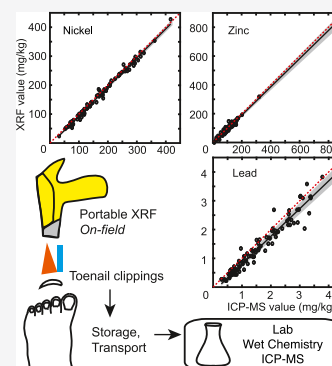 XRF value (mg/kg)
Nickel
400
300
200
100
0
0 100 200 300 400
Zinc
800
600
400
200
0
0 200 400 600 80
Lead
4
3
2
1
0
0 1 2 3 4
ICP-MS value (mg/kg
Portable XRF
On-field
Toenail clippings
Storage,
Transport
Lab
Wet Chemistry
ICP-MS